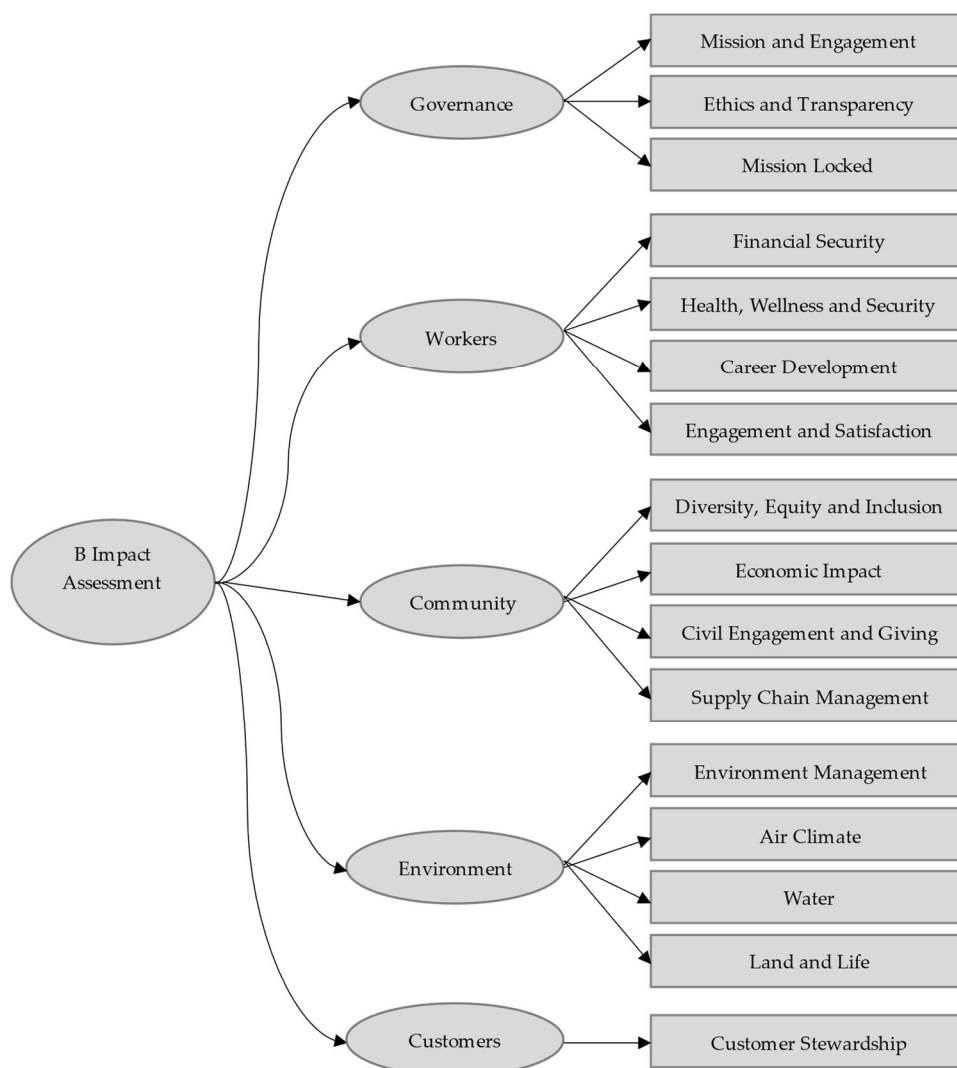 Mission and Engagement
Governance
Ethics and Transparency
Mission Locked
Financial Security
Health, Wellness and Security
Workers
Career Development
Engagement and Satisfaction
Diversity, Equity and Inclusion
B Impact
Assessment
Economic Impact
Community
Civil Engagement and Giving
Supply Chain Management
Environment Management
Air Climate
Environment
Water
Land and Life
Customers
Customer Stewardship